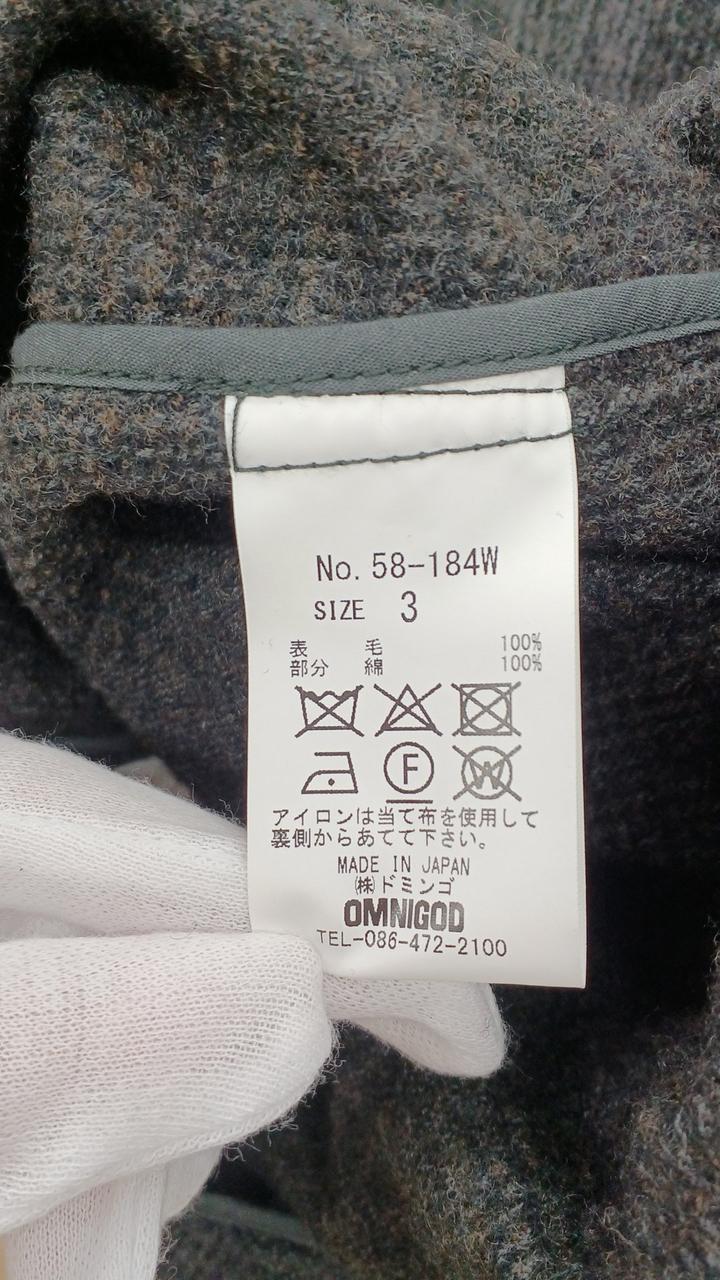 No. 58-184W
SIZE 3
表 毛 100%
部分 綿 100%
F
W
アイロンは当て布を使用して
裏側からあてて下さい。
MADE IN JAPAN
㈱ドミンゴ
OMNIGOD
TEL-086-472-2100